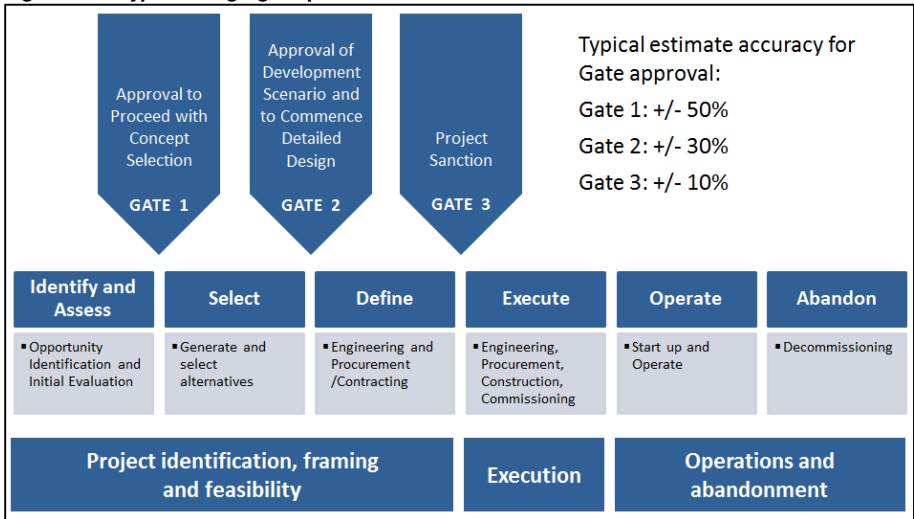 Approval to
Proceed with
Concept
Selection
GATE 1
Approval of
Development
Scenario and
to Commence
Detailed
Design
GATE 2
Project
Sanction
GATE 3
Typical estimate accuracy for
Gate approval:
Gate 1: +/- 50%
Gate 2: +/- 30%
Gate 3: +/- 10%
Identify and
Assess
Select
Define
Execute
Operate
Abandon
▪ Opportunity
Identification and
Initial Evaluation
▪ Generate and
select
alternatives
▪ Engineering and
Procurement
/Contracting
▪ Engineering,
Procurement,
Construction,
Commissioning
▪ Start up and
Operate
▪ Decommissioning
Project identification, framing
and feasibility
Execution
Operations and
abandonment